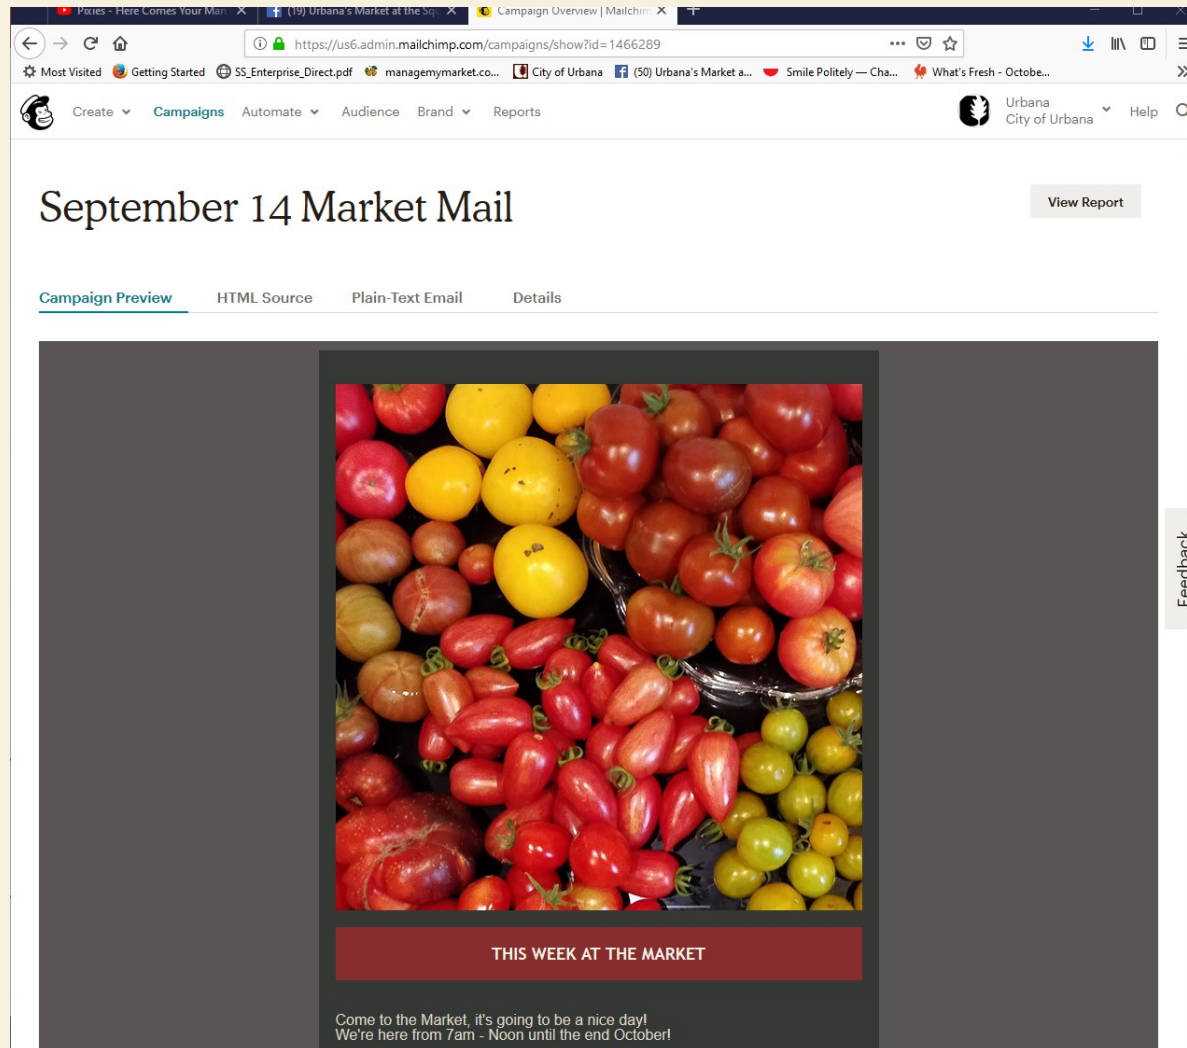 Pixies - Here Comes Your Man
(19) Urbana's Market at the Squ
Campaign Overview | Mailchim
https://us6.admin.mailchimp.com/campaigns/show?id=1466289
Most Visited Getting Started SS_Enterprise_Direct.pdf managemymarket.co... City of Urbana (50) Urbana's Market a... Smile Politely — Cha... What's Fresh - Octobe...
Create Campaigns Automate Audience Brand Reports
Urbana
City of Urbana
Help
September 14 Market Mail
View Report
Campaign Preview HTML Source Plain-Text Email Details
Feedback
THIS WEEK AT THE MARKET
Come to the Market, it's going to be a nice day!
We're here from 7am - Noon until the end October!